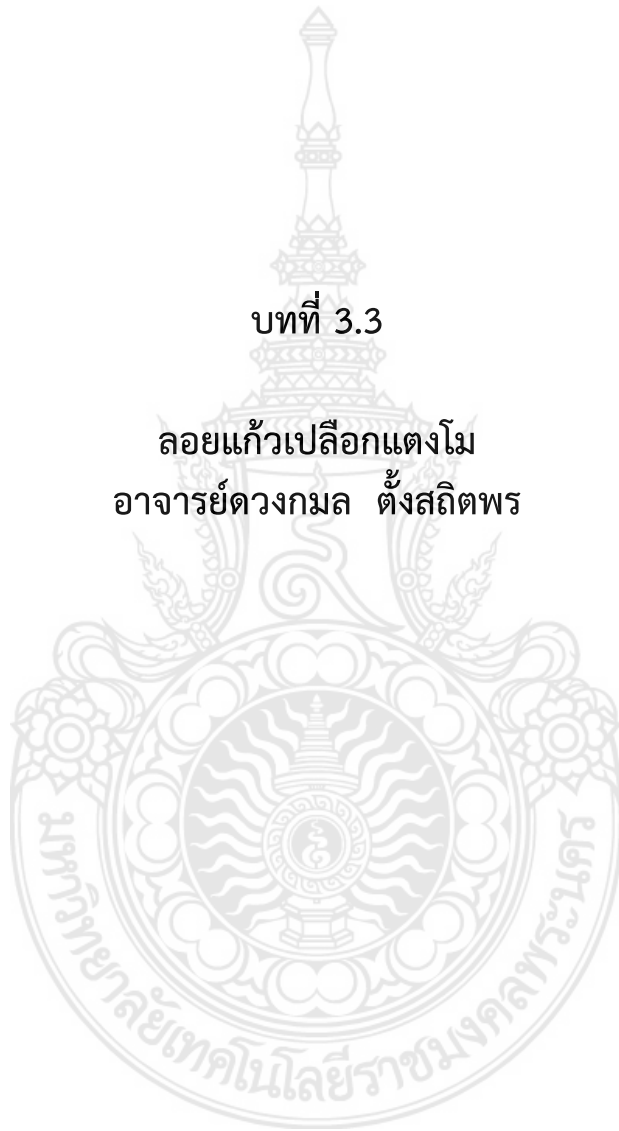 บทที่ 3.3
ลอยแก้วเปลือกแตงโม
อาจารย์ดวงกมล ตั้งสถิตพร
มหาวิทยาลัยเทคโนโลยีราชมงคลพระนคร